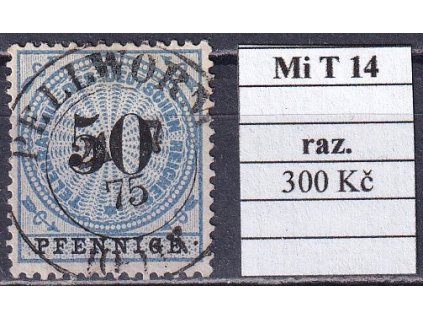 PELLWORM
50
75
PFENNIGE.
Mi T 14
raz.
300 Kč